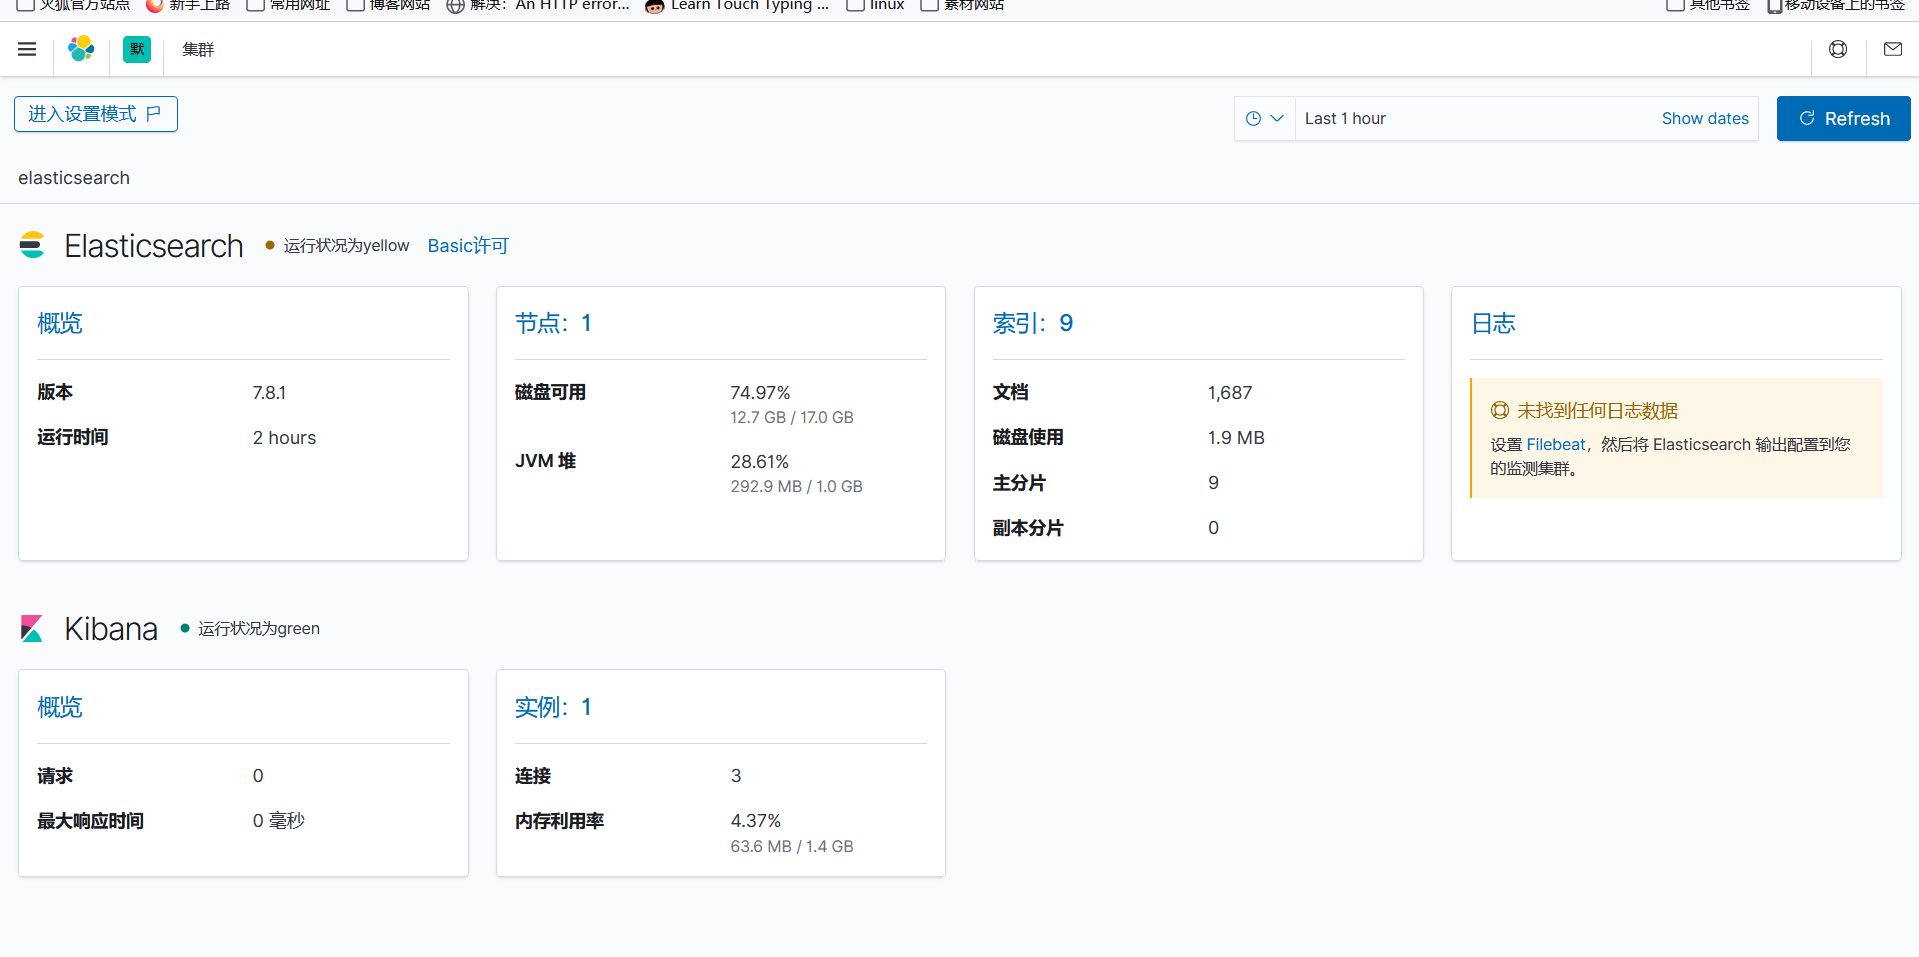 火狐官方站点 新手上路 常用网址 博客网站 解决：An HTTP error... Learn Touch Typing ... linux 素材网站 其他书签 移动设备上的书签
默 集群
进入设置模式 Last 1 hour Show dates Refresh
elasticsearch
Elasticsearch 运行状况为yellow Basic许可
概览
版本 7.8.1
运行时间 2 hours
节点：1
磁盘可用 74.97%
12.7 GB / 17.0 GB
JVM 堆 28.61%
292.9 MB / 1.0 GB
索引：9
文档 1,687
磁盘使用 1.9 MB
主分片 9
副本分片 0
日志
未找到任何日志数据
设置 Filebeat，然后将 Elasticsearch 输出配置到您
的监测集群。
Kibana 运行状况为green
概览
请求 0
最大响应时间 0 毫秒
实例：1
连接 3
内存利用率 4.37%
63.6 MB / 1.4 GB